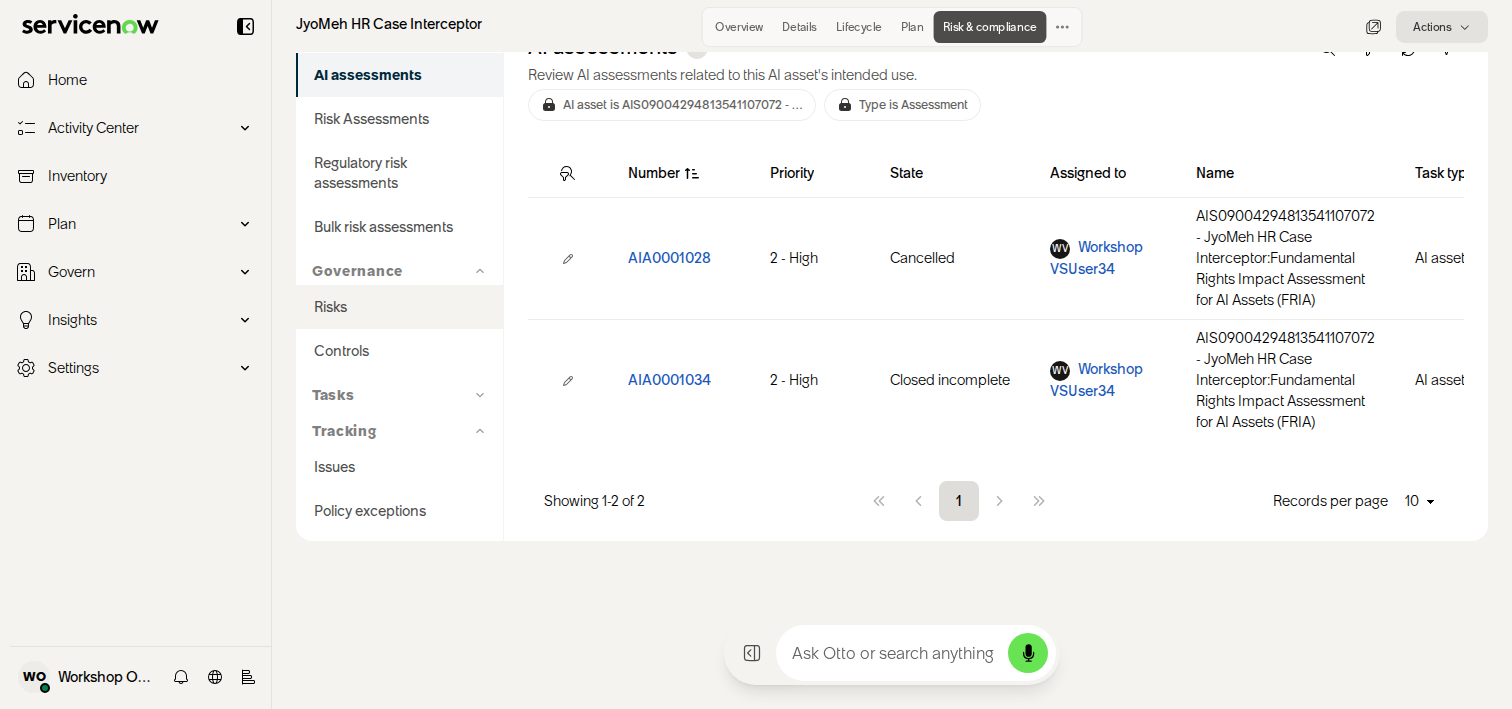 servicenow
JyoMeh HR Case Interceptor
Overview
Details
Lifecycle
Plan
Risk & compliance
Actions
Home
Activity Center
Inventory
Plan
Govern
Insights
Settings
WO
Workshop O...
AI assessments
Risk Assessments
Regulatory risk
assessments
Bulk risk assessments
Governance
Risks
Controls
Tasks
Tracking
Issues
Policy exceptions
AI assessments
Review AI assessments related to this AI asset's intended use.
AI asset is AIS09004294813541107072 - ...
Type is Assessment
Number
Priority
State
Assigned to
Name
Task typ
AIA0001028
2 - High
Cancelled
WV Workshop
VSUser34
AIS09004294813541107072
- JyoMeh HR Case
Interceptor:Fundamental
Rights Impact Assessment
for AI Assets (FRIA)
AI asset
AIA0001034
2 - High
Closed incomplete
WV Workshop
VSUser34
AIS09004294813541107072
- JyoMeh HR Case
Interceptor:Fundamental
Rights Impact Assessment
for AI Assets (FRIA)
AI asset
Showing 1-2 of 2
1
Records per page 10
Ask Otto or search anything